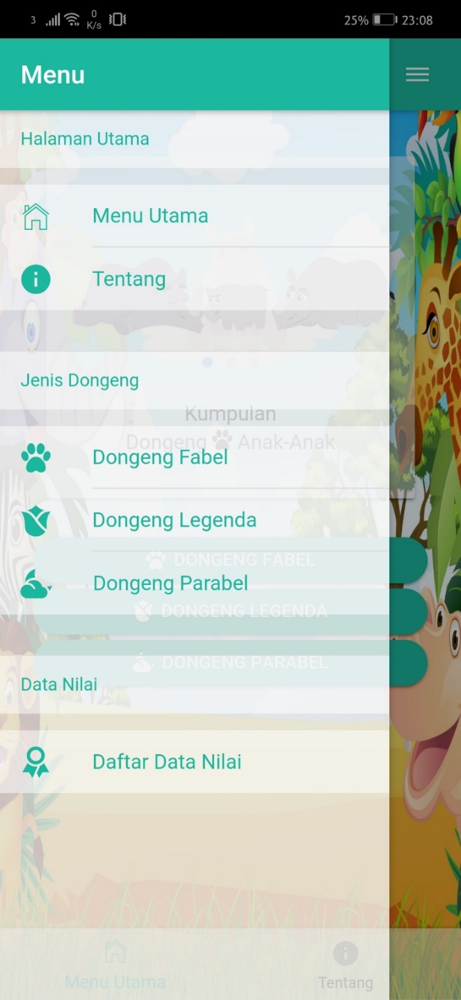 3 0 K/s 25% 23:08
Menu
Halaman Utama
Menu Utama
Tentang
Jenis Dongeng
Kumpulan
Dongeng Anak-Anak
Dongeng Fabel
Dongeng Legenda
DONGENG FABEL
Dongeng Parabel
DONGENG LEGENDA
DONGENG PARABEL
Data Nilai
Daftar Data Nilai
Menu Utama Tentang